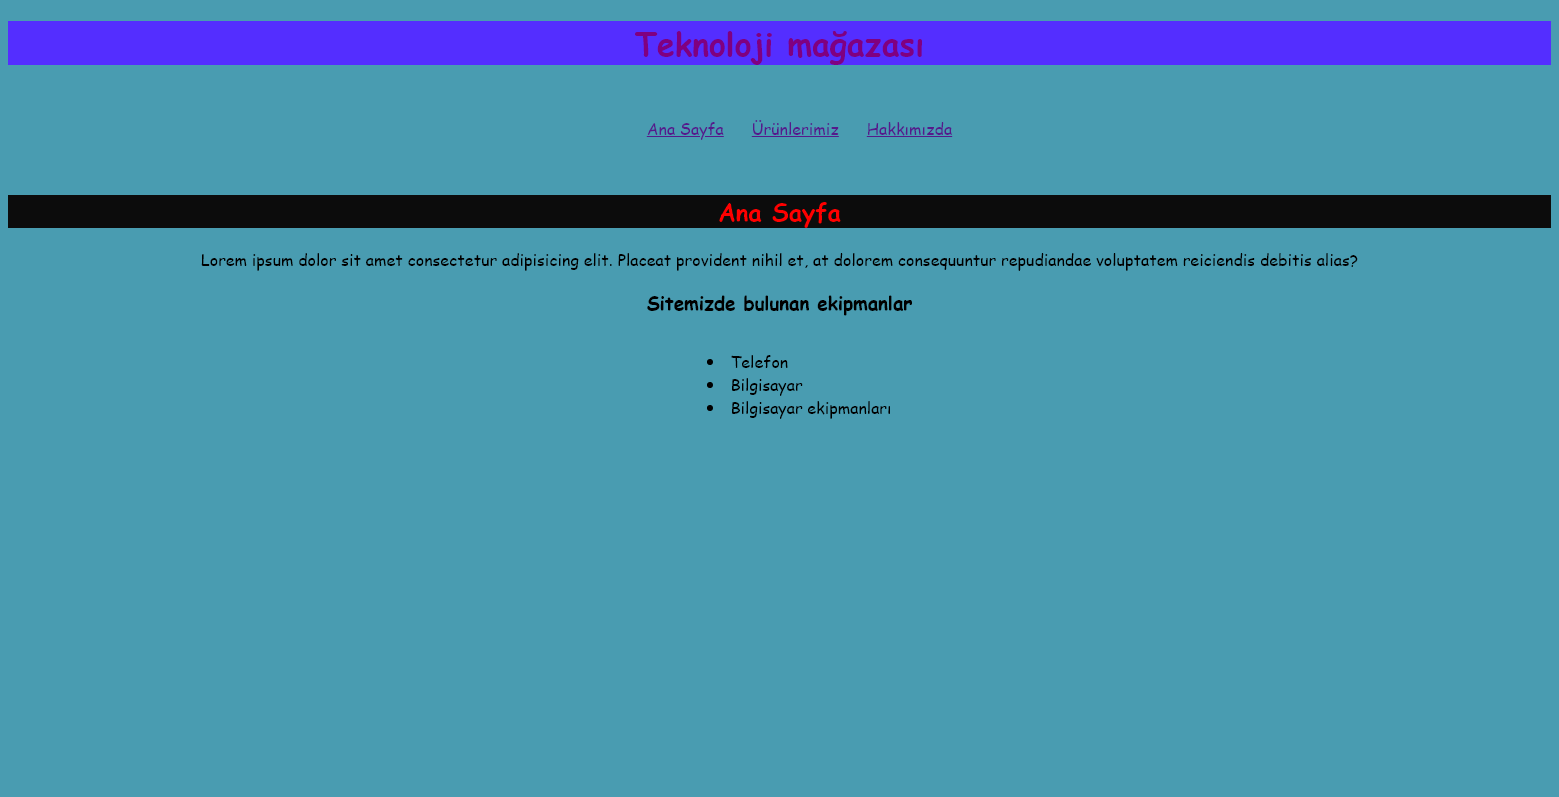 Teknoloji mağazası
Ana Sayfa Ürünlerimiz Hakkımızda
Ana Sayfa
Lorem ipsum dolor sit amet consectetur adipisicing elit. Placeat provident nihil et, at dolorem consequuntur repudiandae voluptatem reiciendis debitis alias?
Sitemizde bulunan ekipmanlar
• Telefon
• Bilgisayar
• Bilgisayar ekipmanları